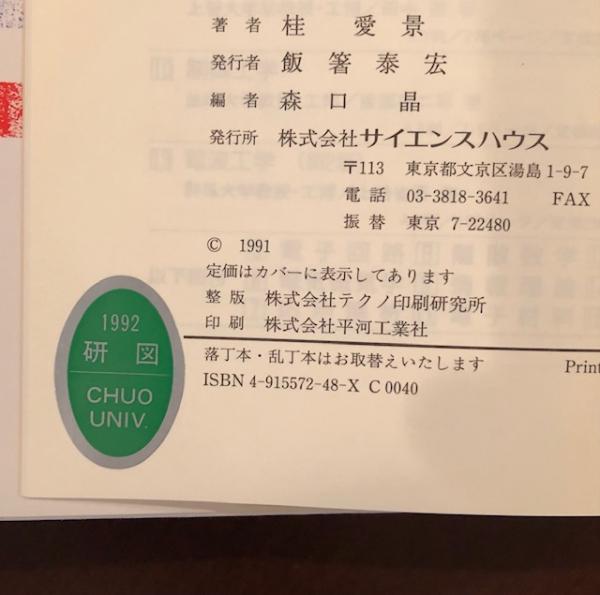 著者 桂愛景
発行者 飯箸泰宏
編者 森口晶
発行所 株式会社サイエンスハウス
〒113 東京都文京区湯島1-9-7
電話 03-3818-3641 FAX
振替 東京 7-22480
© 1991
定価はカバーに表示してあります
整版 株式会社テクノ印刷研究所
印刷 株式会社平河工業社
落丁本・乱丁本はお取替えいたします Print
ISBN 4-915572-48-X C 0040
1992
研図
CHUO
UNIV.